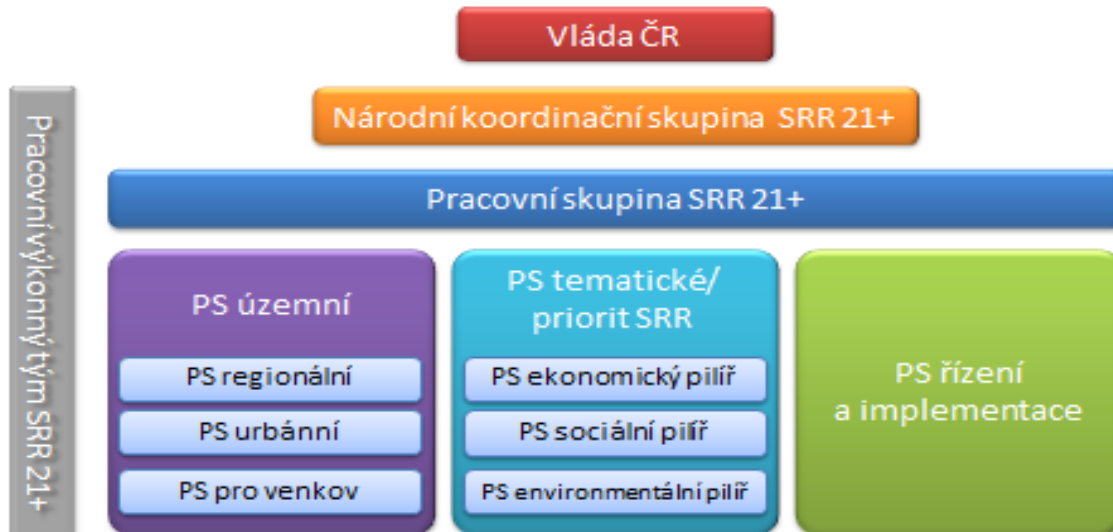 Vláda ČR
Národní koordinační skupina SRR 21+
Pracovní skupina SRR 21+
Pracovní výkonný tým SRR 21+
PS územní
PS regionální
PS urbánní
PS pro venkov
PS tematické/
priorit SRR
PS ekonomický pilíř
PS sociální pilíř
PS environmentální pilíř
PS řízení
a implementace